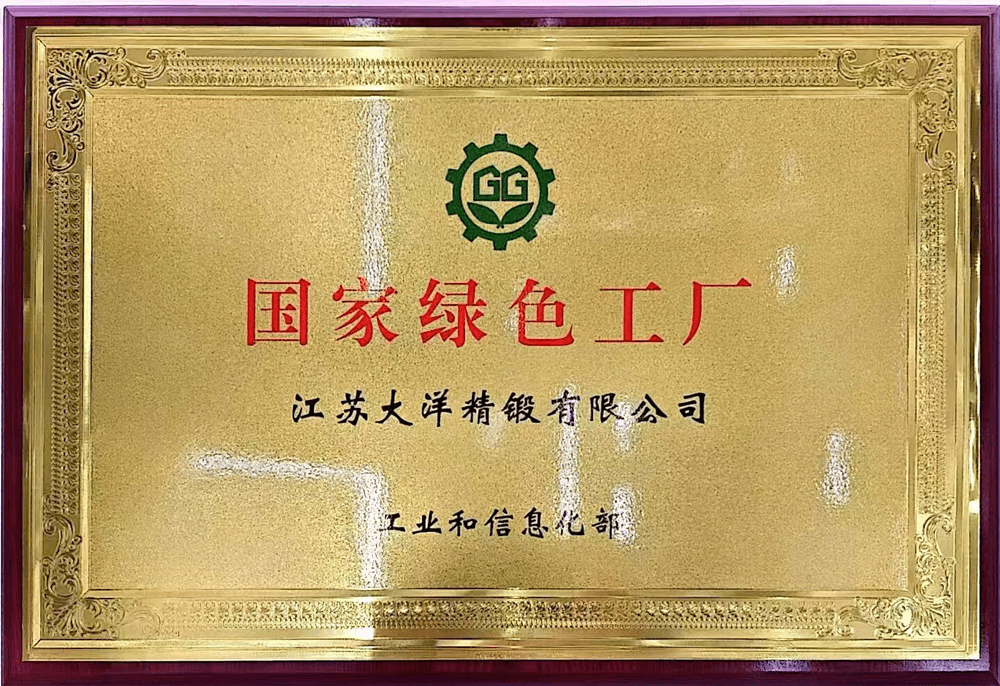 GG
国家绿色工厂
江苏大洋精锻有限公司
工业和信息化部